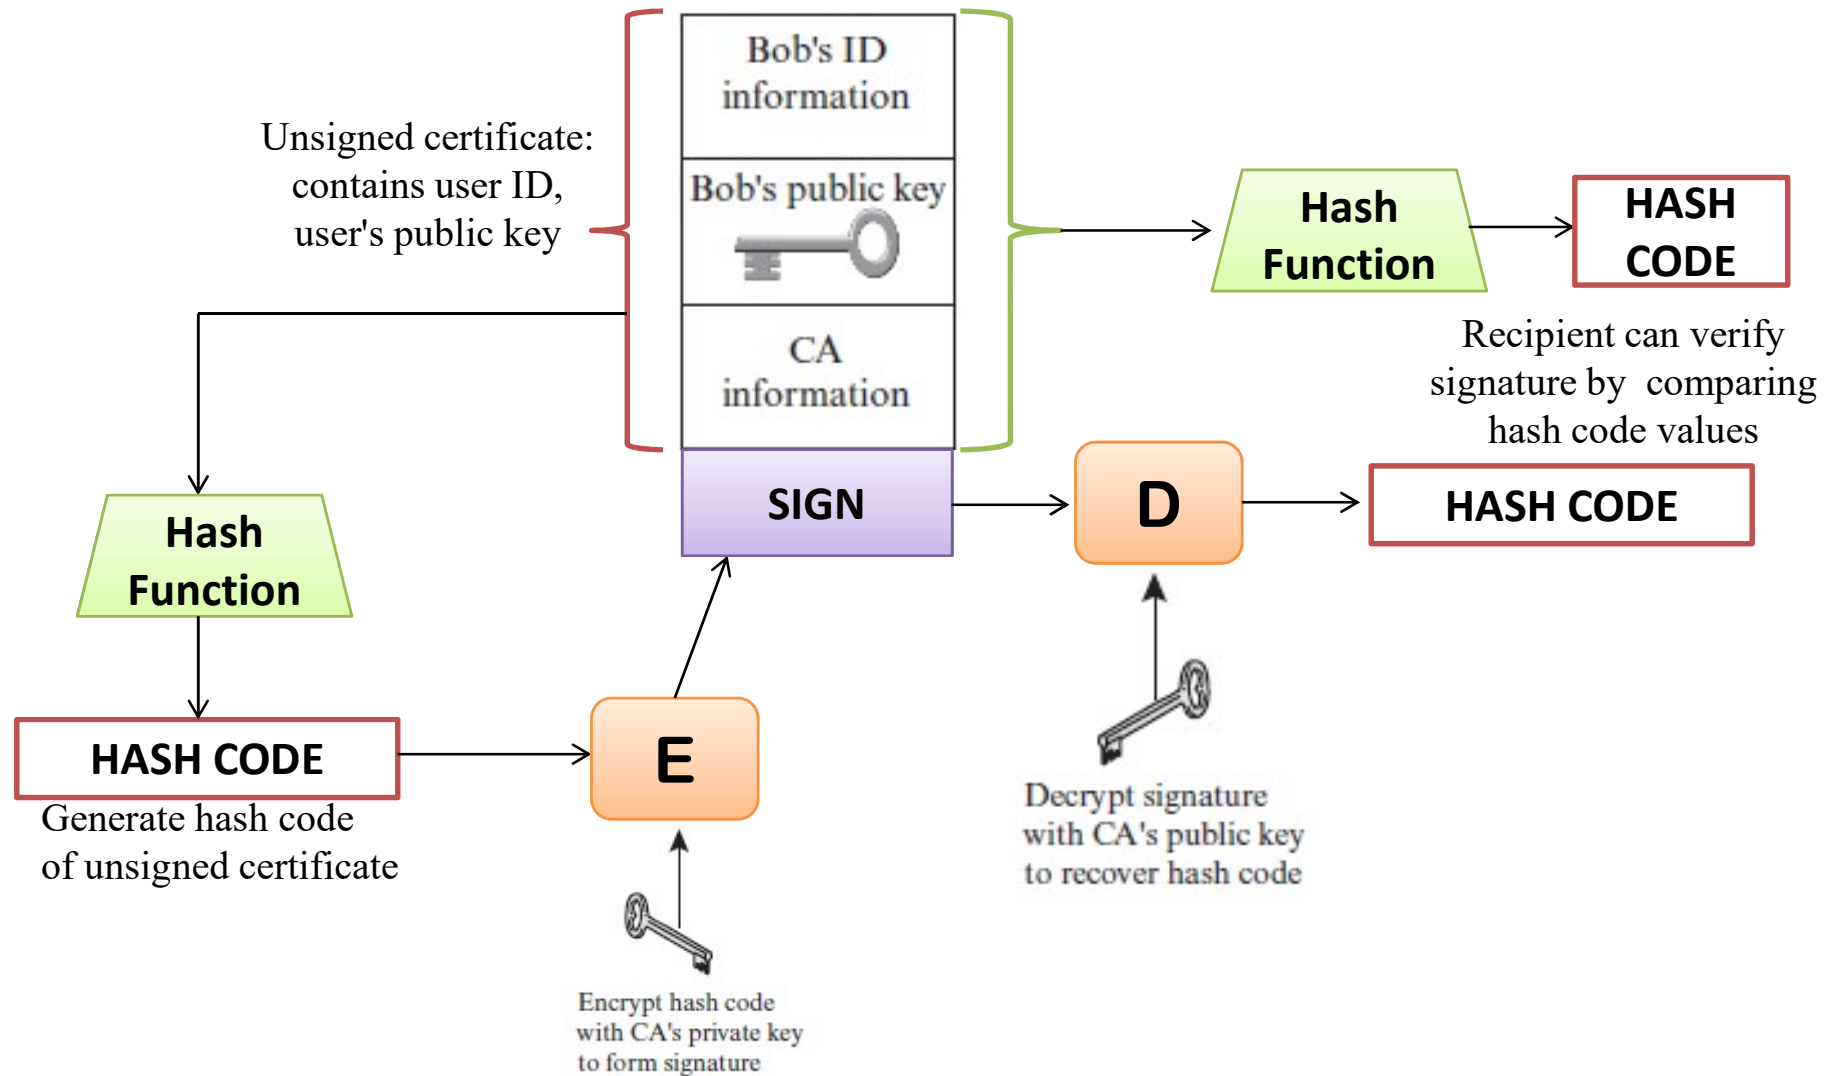 Bob's ID
information
Unsigned certificate:
contains user ID,
user's public key
Bob's public key
CA
information
SIGN
Hash
Function
HASH
CODE
Recipient can verify
signature by  comparing
hash code values
D
HASH CODE
Hash
Function
HASH CODE
Generate hash code
of unsigned certificate
E
Decrypt signature
with CA's public key
to recover hash code
Encrypt hash code
with CA's private key
to form signature